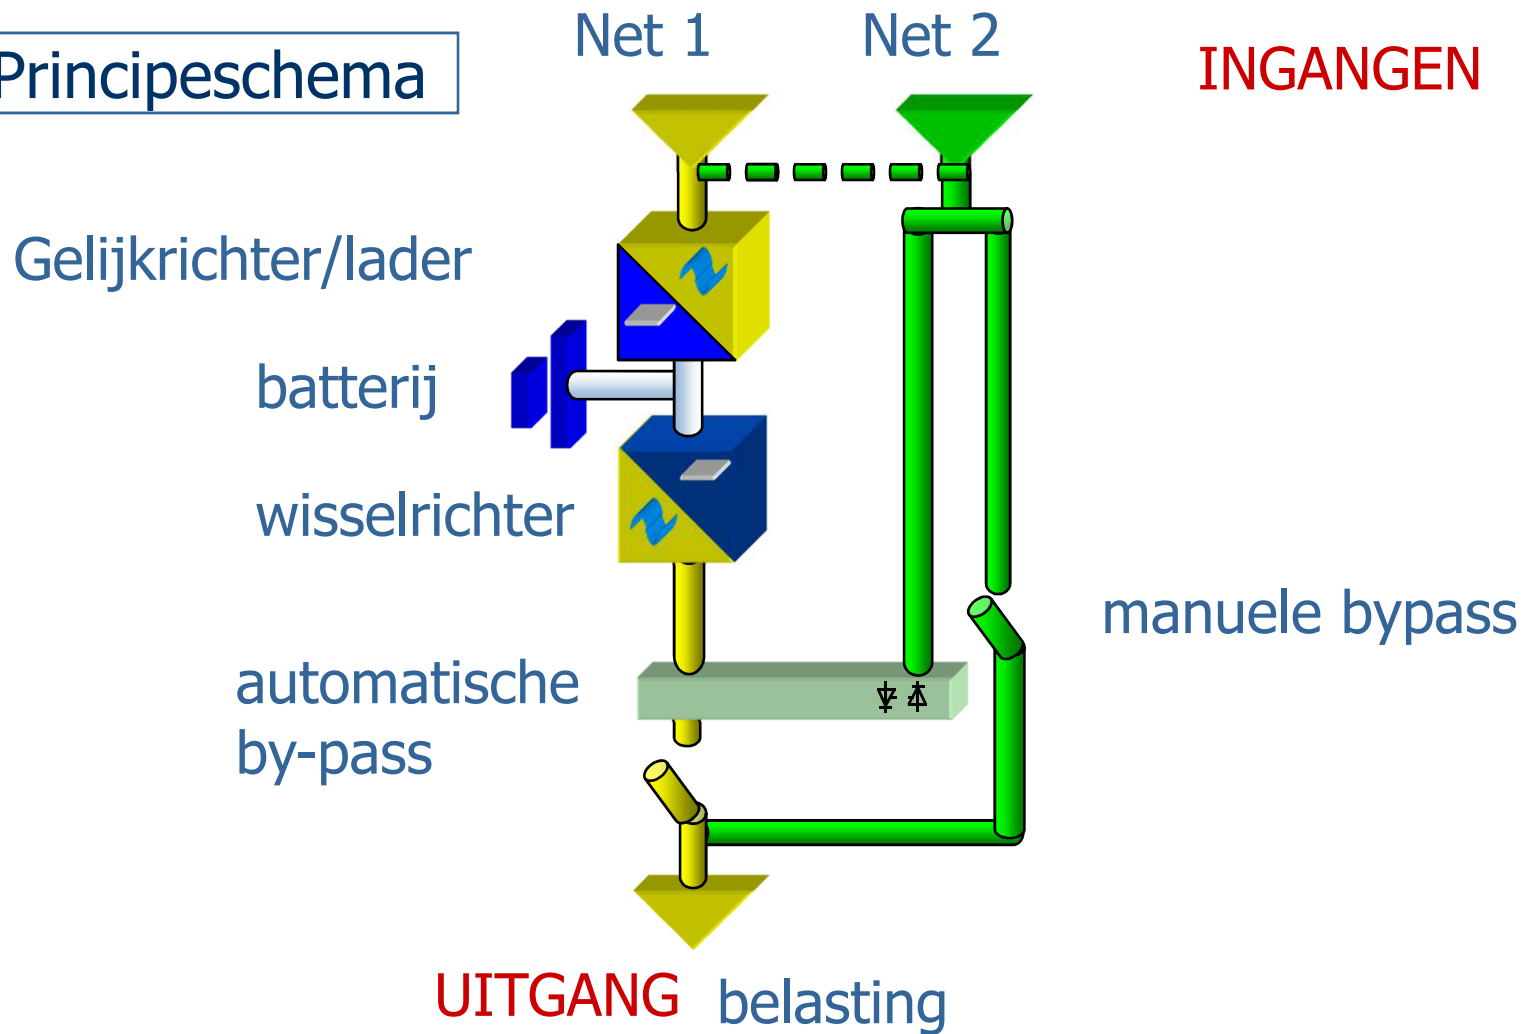 Principeschema
Net 1
Net 2
INGANGEN
Gelijkrichter/lader
batterij
wisselrichter
manuele bypass
automatische
by-pass
UITGANG
belasting